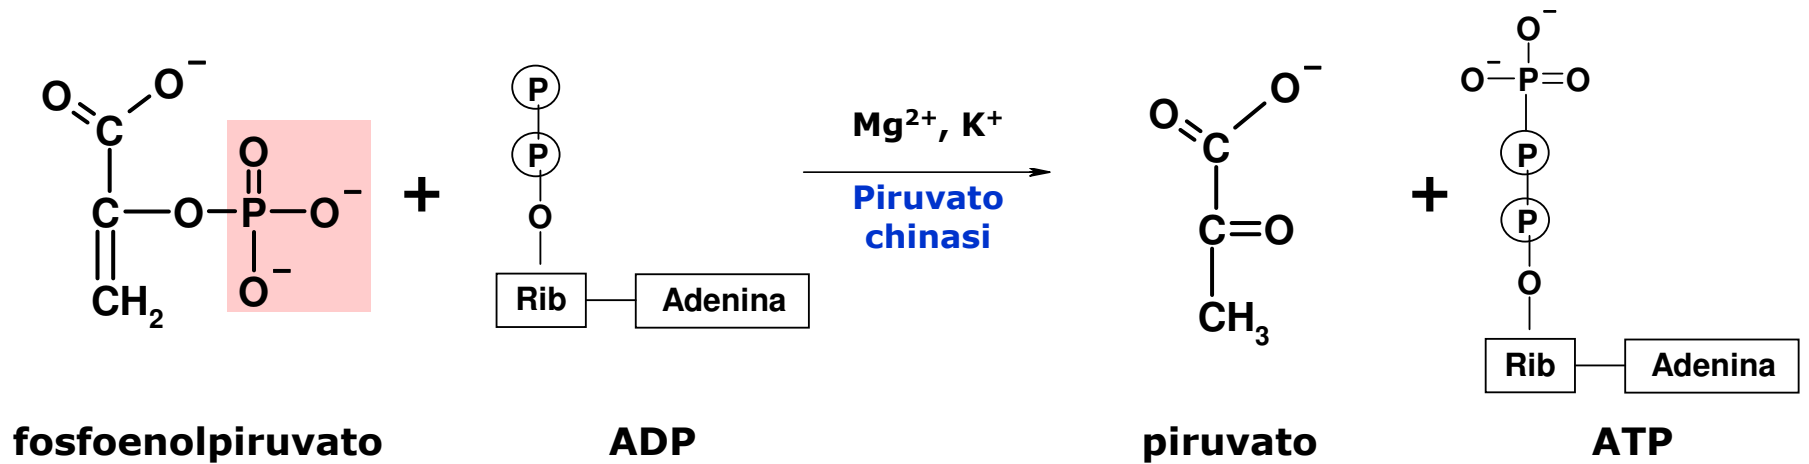 O O⁻
C
O
C O P O⁻
O⁻
CH₂
+
P
P
O
Rib Adenina
Mg²⁺, K⁺
Piruvato
chinasi
O O⁻
C
C=O
CH₃
+
O⁻
O⁻ P=O
P
P
O
Rib Adenina
fosfoenolpiruvato ADP piruvato ATP